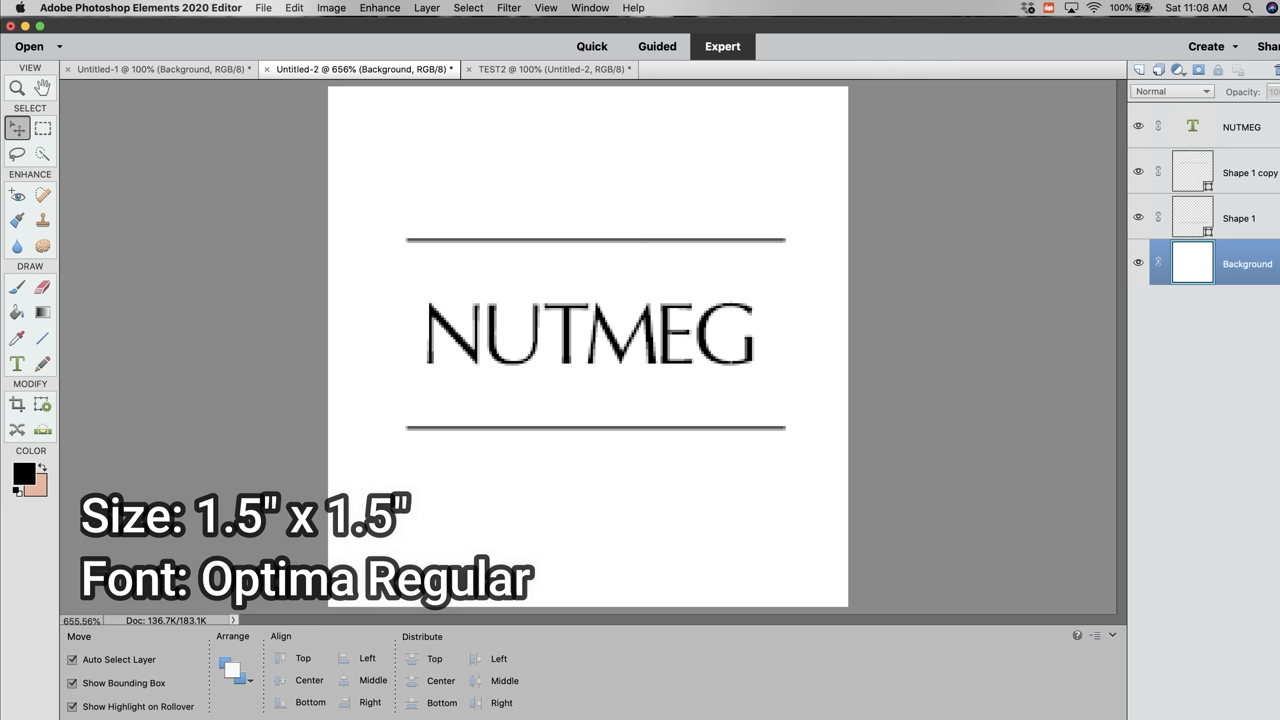 Adobe Photoshop Elements 2020 Editor File Edit Image Enhance Layer Select Filter View Window Help 100% Sat 11:08 AM
Open Quick Guided Expert Create Shar
VIEW
× Untitled-1 @ 100% (Background, RGB/8) * × Untitled-2 @ 656% (Background, RGB/8) * × TEST2 @ 100% (Untitled-2, RGB/8) *
SELECT
ENHANCE
DRAW
MODIFY
COLOR
Normal Opacity: 10
T NUTMEG
Shape 1 copy
Shape 1
Background
NUTMEG
Size: 1.5" x 1.5"
Font: Optima Regular
655.56% Doc: 136.7K/183.1K
Move Arrange Align Distribute
Auto Select Layer Top Left Top Left
Show Bounding Box Center Middle Center Middle
Show Highlight on Rollover Bottom Right Bottom Right